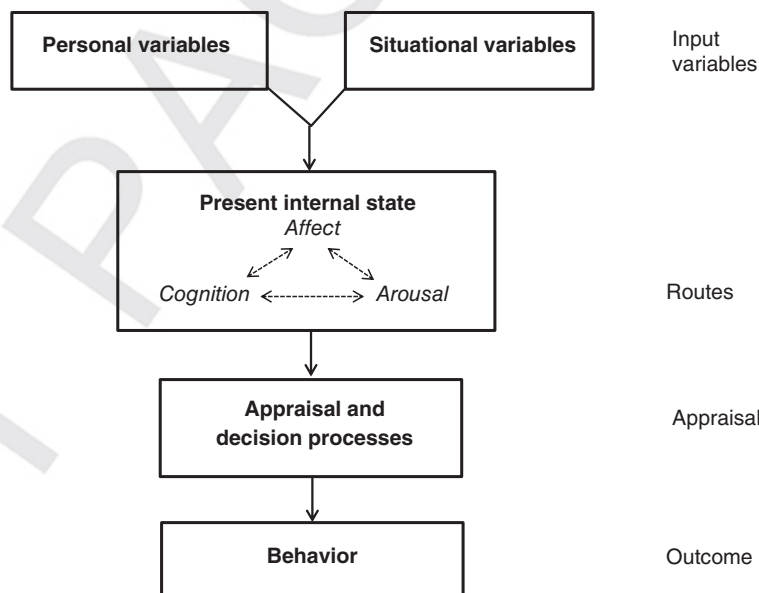 Personal variables
Situational variables
Input
variables
Present internal state
Affect
Cognition
Arousal
Routes
Appraisal and
decision processes
Appraisal
Behavior
Outcome